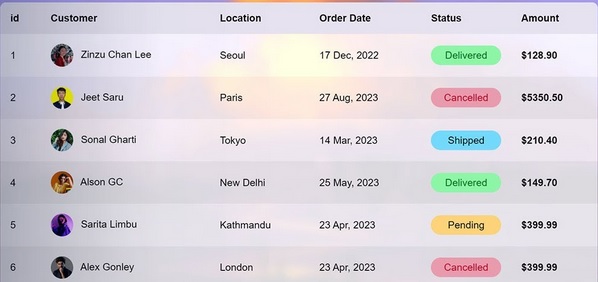 id Customer Location Order Date Status Amount
1 Zinzu Chan Lee Seoul 17 Dec, 2022 Delivered $128.90
2 Jeet Saru Paris 27 Aug, 2023 Cancelled $5350.50
3 Sonal Gharti Tokyo 14 Mar, 2023 Shipped $210.40
4 Alson GC New Delhi 25 May, 2023 Delivered $149.70
5 Sarita Limbu Kathmandu 23 Apr, 2023 Pending $399.99
6 Alex Gonley London 23 Apr, 2023 Cancelled $399.99